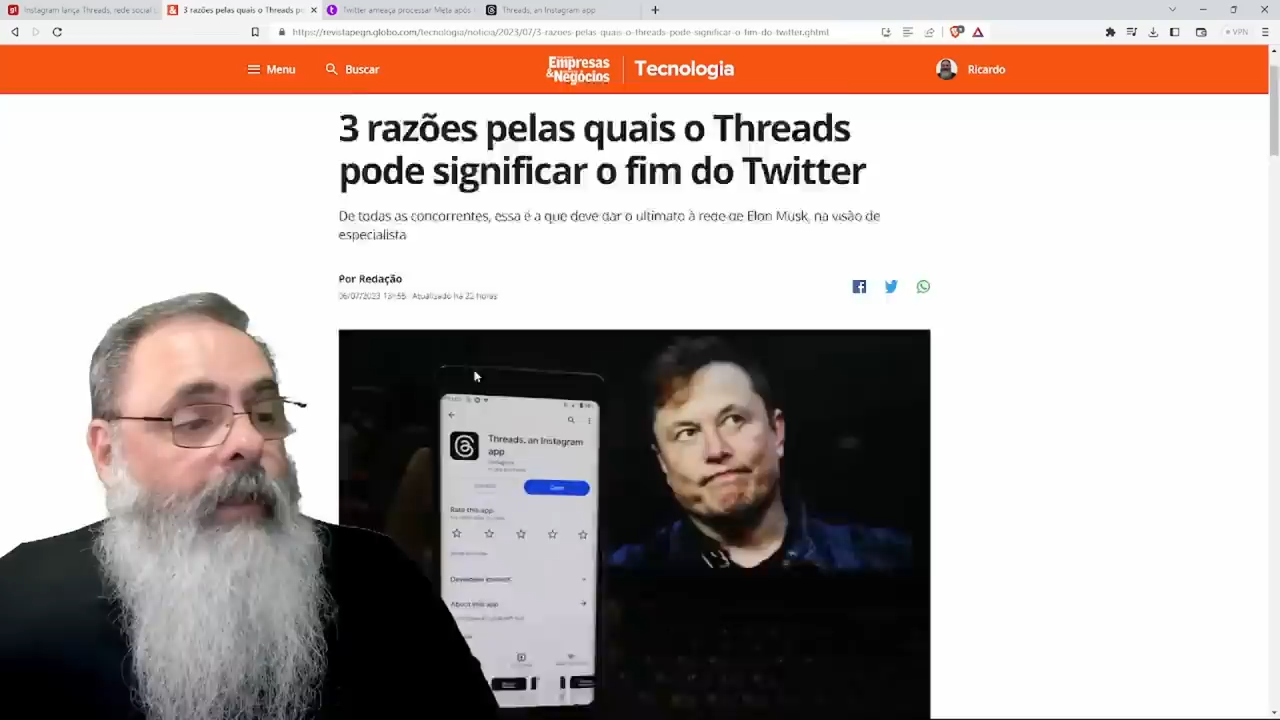 Instagram lança Threads, rede social
3 razões pelas quais o Threads po
Twitter ameaça processar Meta após
Threads, an Instagram app
https://revistapegn.globo.com/tecnologia/noticia/2023/07/3-razoes-pelas-quais-o-threads-pode-significar-o-fim-do-twitter.ghtml
VPN
Menu
Buscar
Empresas
&Negócios
Tecnologia
Ricardo
3 razões pelas quais o Threads
pode significar o fim do Twitter
De todas as concorrentes, essa é a que deve dar o ultimato à rede de Elon Musk, na visão de
especialista
Por Redação
06/07/2023 13h55 Atualizado há 22 horas
Threads, an Instagram
app
Open
Rate this app
Developer contact
About this app